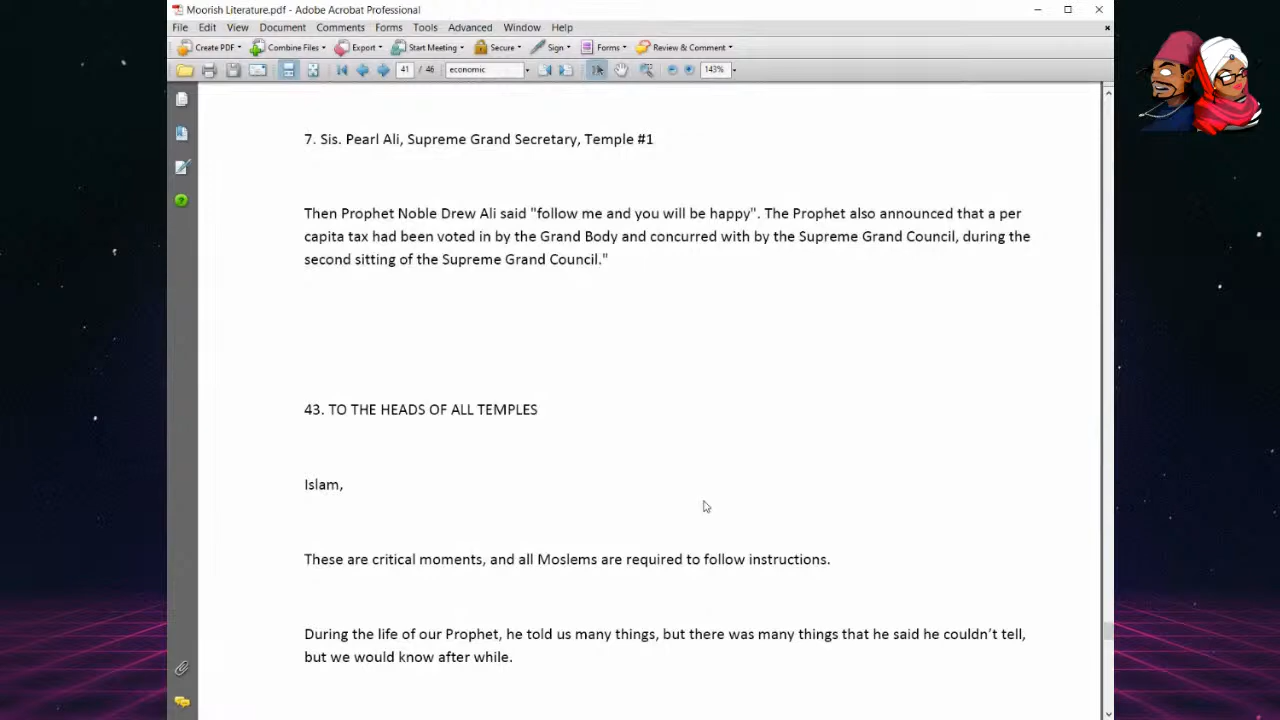 Moorish Literature.pdf - Adobe Acrobat Professional
File Edit View Document Comments Forms Tools Advanced Window Help
Create PDF Combine Files Export Start Meeting Secure Sign Forms Review & Comment
41 / 46 economic 143%
7. Sis. Pearl Ali, Supreme Grand Secretary, Temple #1
Then Prophet Noble Drew Ali said "follow me and you will be happy". The Prophet also announced that a per
capita tax had been voted in by the Grand Body and concurred with by the Supreme Grand Council, during the
second sitting of the Supreme Grand Council."
43. TO THE HEADS OF ALL TEMPLES
Islam,
These are critical moments, and all Moslems are required to follow instructions.
During the life of our Prophet, he told us many things, but there was many things that he said he couldn’t tell,
but we would know after while.